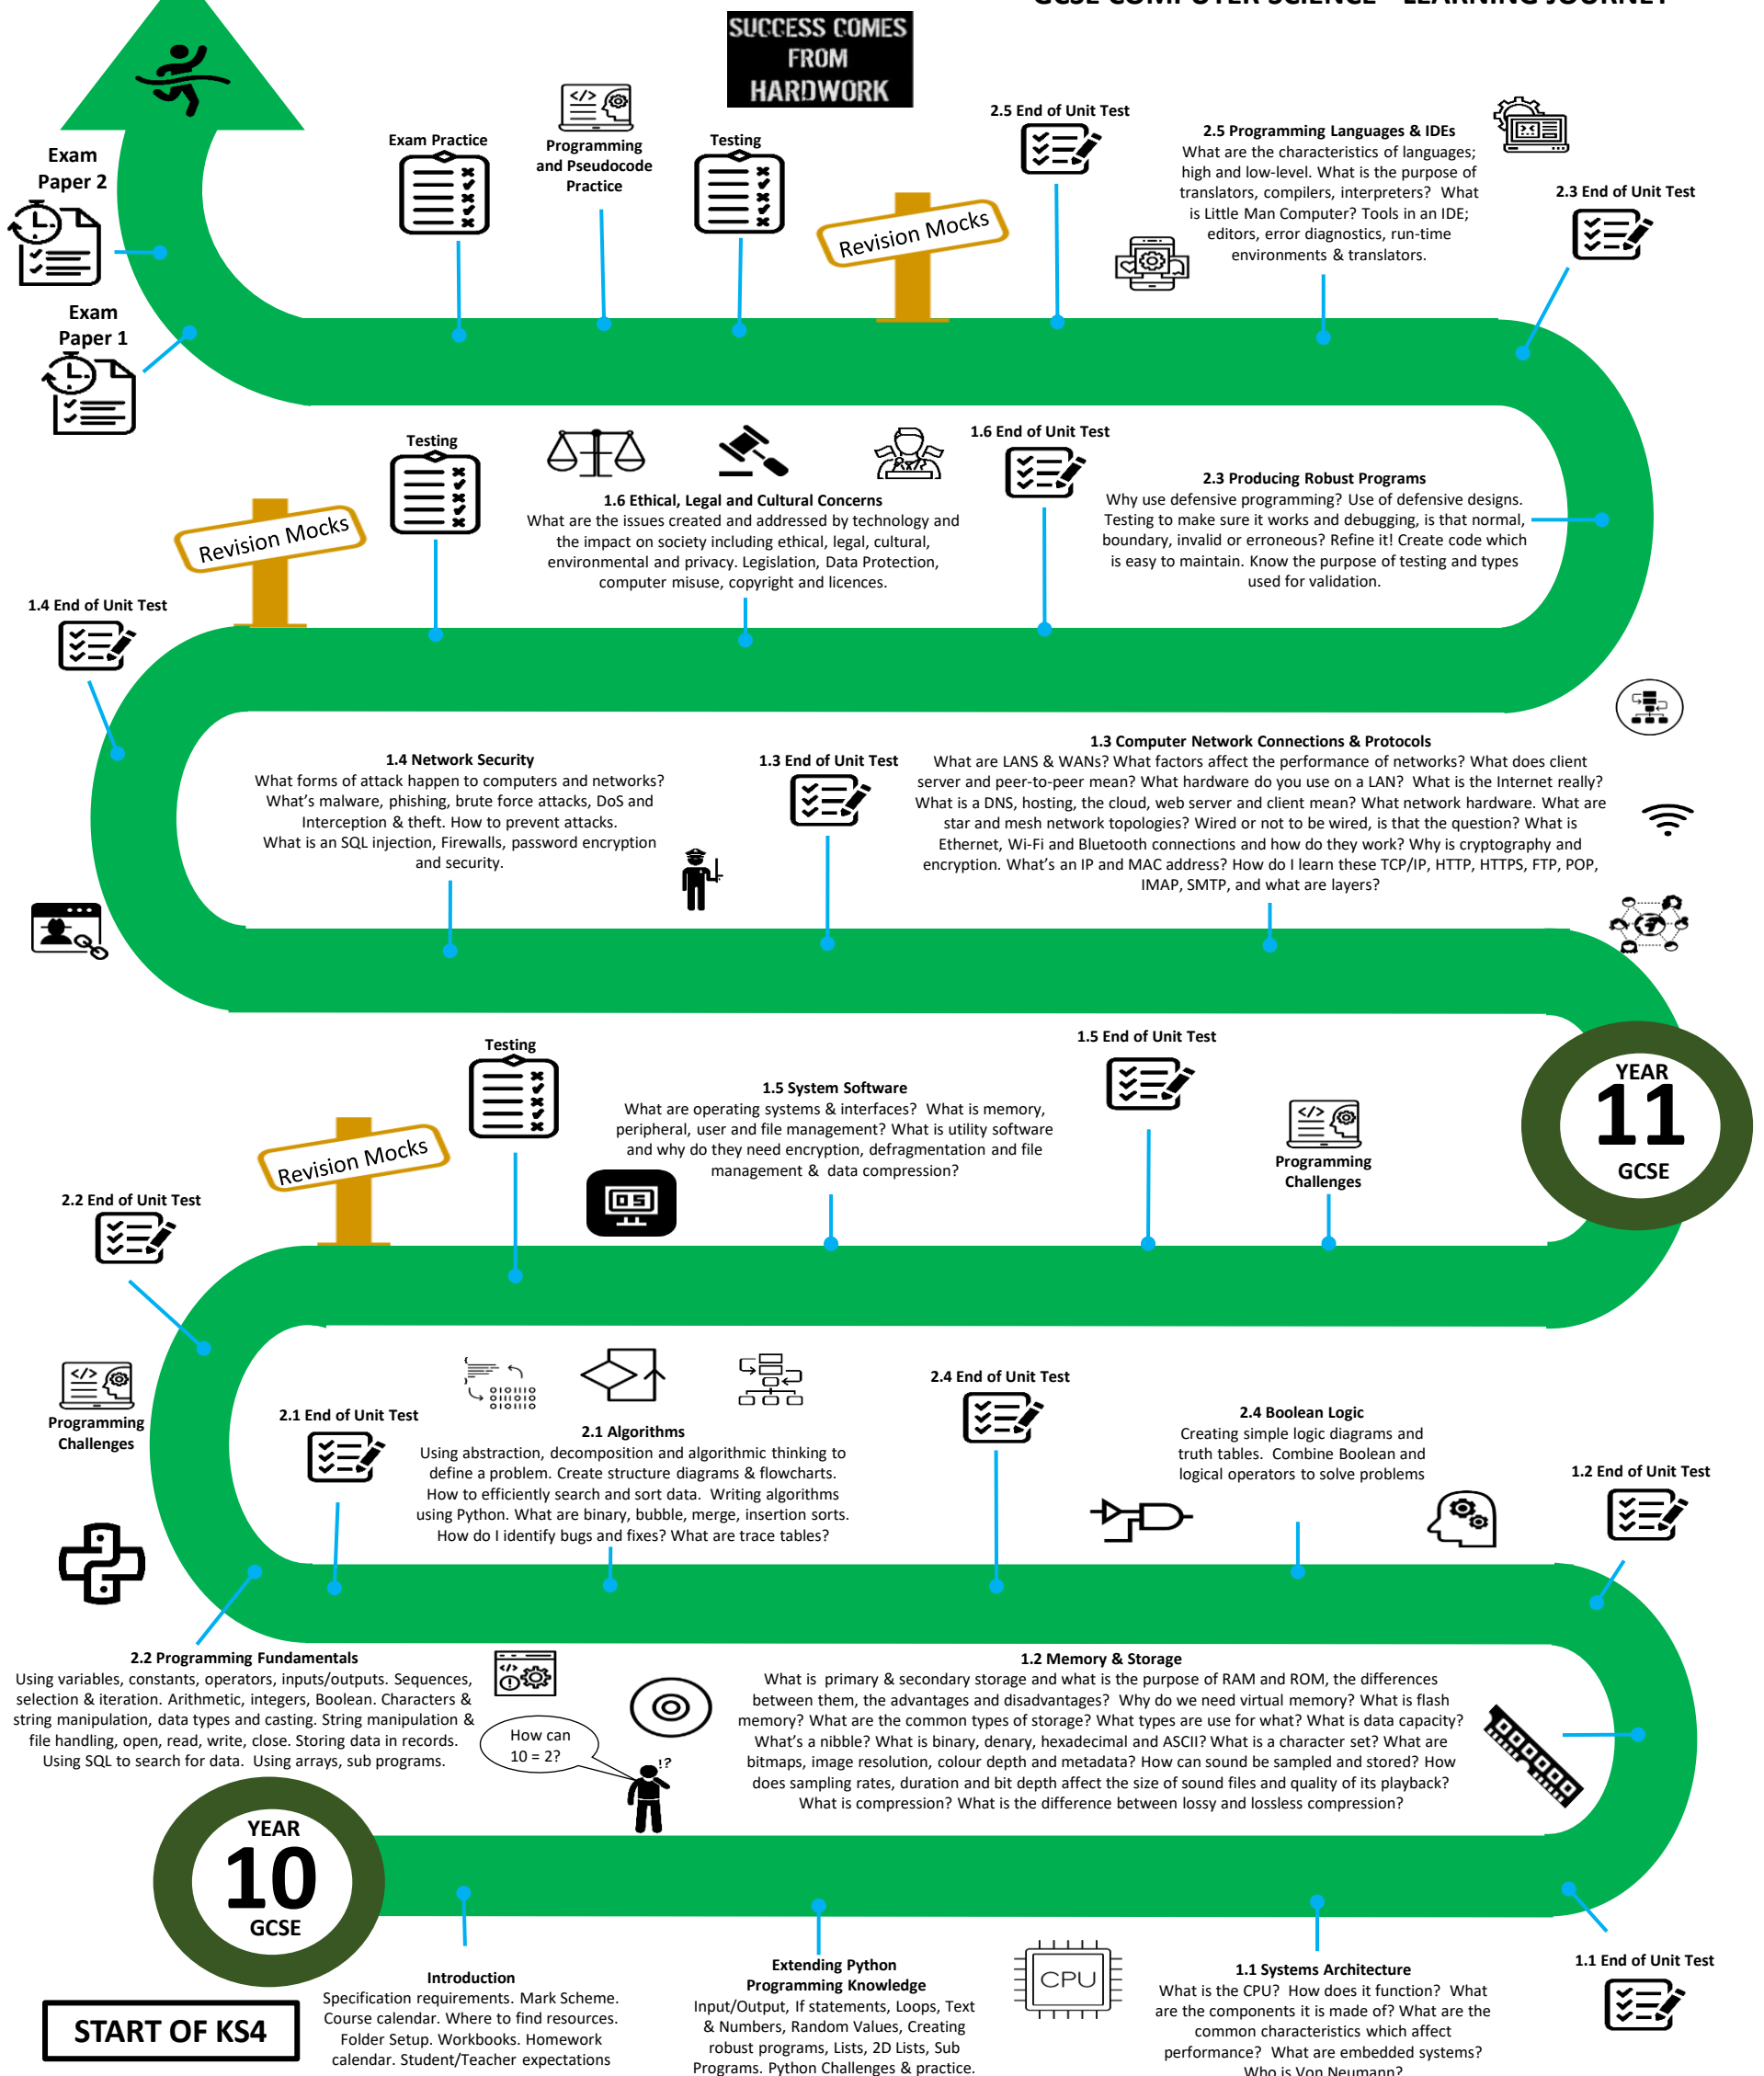 GCSE COMPUTER SCIENCE - LEARNING JOURNEY
SUCCESS COMES
FROM
HARDWORK
Exam
Paper 2
Exam Practice
</>
Programming
and Pseudocode
Practice
Testing
Revision Mocks
2.5 End of Unit Test
2.5 Programming Languages & IDEs
What are the characteristics of languages;
high and low-level. What is the purpose of
translators, compilers, interpreters? What
is Little Man Computer? Tools in an IDE;
editors, error diagnostics, run-time
environments & translators.
2.3 End of Unit Test
Exam
Paper 1
Testing
1.6 Ethical, Legal and Cultural Concerns
What are the issues created and addressed by technology and
the impact on society including ethical, legal, cultural,
environmental and privacy. Legislation, Data Protection,
computer misuse, copyright and licences.
1.6 End of Unit Test
2.3 Producing Robust Programs
Why use defensive programming? Use of defensive designs.
Testing to make sure it works and debugging, is that normal,
boundary, invalid or erroneous? Refine it! Create code which
is easy to maintain. Know the purpose of testing and types
used for validation.
Revision Mocks
1.4 End of Unit Test
1.4 Network Security
What forms of attack happen to computers and networks?
What's malware, phishing, brute force attacks, DoS and
Interception & theft. How to prevent attacks.
What is an SQL injection, Firewalls, password encryption
and security.
1.3 End of Unit Test
1.3 Computer Network Connections & Protocols
What are LANS & WANs? What factors affect the performance of networks? What does client
server and peer-to-peer mean? What hardware do you use on a LAN? What is the Internet really?
What is a DNS, hosting, the cloud, web server and client mean? What network hardware. What are
star and mesh network topologies? Wired or not to be wired, is that the question? What is
Ethernet, Wi-Fi and Bluetooth connections and how do they work? Why is cryptography and
encryption. What's an IP and MAC address? How do I learn these TCP/IP, HTTP, HTTPS, FTP, POP,
IMAP, SMTP, and what are layers?
YEAR
11
GCSE
Testing
Revision Mocks
1.5 System Software
What are operating systems & interfaces? What is memory,
peripheral, user and file management? What is utility software
and why do they need encryption, defragmentation and file
management & data compression?
OS
1.5 End of Unit Test
</>
Programming
Challenges
2.2 End of Unit Test
</>
Programming
Challenges
2.1 End of Unit Test
010110
011010
010110
2.1 Algorithms
Using abstraction, decomposition and algorithmic thinking to
define a problem. Create structure diagrams & flowcharts.
How to efficiently search and sort data. Writing algorithms
using Python. What are binary, bubble, merge, insertion sorts.
How do I identify bugs and fixes? What are trace tables?
2.4 End of Unit Test
2.4 Boolean Logic
Creating simple logic diagrams and
truth tables. Combine Boolean and
logical operators to solve problems
1.2 End of Unit Test
2.2 Programming Fundamentals
Using variables, constants, operators, inputs/outputs. Sequences,
selection & iteration. Arithmetic, integers, Boolean. Characters &
string manipulation, data types and casting. String manipulation &
file handling, open, read, write, close. Storing data in records.
Using SQL to search for data. Using arrays, sub programs.
</>
How can
10 = 2?
!?
1.2 Memory & Storage
What is primary & secondary storage and what is the purpose of RAM and ROM, the differences
between them, the advantages and disadvantages? Why do we need virtual memory? What is flash
memory? What are the common types of storage? What types are use for what? What is data capacity?
What's a nibble? What is binary, denary, hexadecimal and ASCII? What is a character set? What are
bitmaps, image resolution, colour depth and metadata? How can sound be sampled and stored? How
does sampling rates, duration and bit depth affect the size of sound files and quality of its playback?
What is compression? What is the difference between lossy and lossless compression?
YEAR
10
GCSE
START OF KS4
Introduction
Specification requirements. Mark Scheme.
Course calendar. Where to find resources.
Folder Setup. Workbooks. Homework
calendar. Student/Teacher expectations
Extending Python
Programming Knowledge
Input/Output, If statements, Loops, Text
& Numbers, Random Values, Creating
robust programs, Lists, 2D Lists, Sub
Programs. Python Challenges & practice.
CPU
1.1 Systems Architecture
What is the CPU? How does it function? What
are the components it is made of? What are the
common characteristics which affect
performance? What are embedded systems?
Who is Von Neumann?
1.1 End of Unit Test